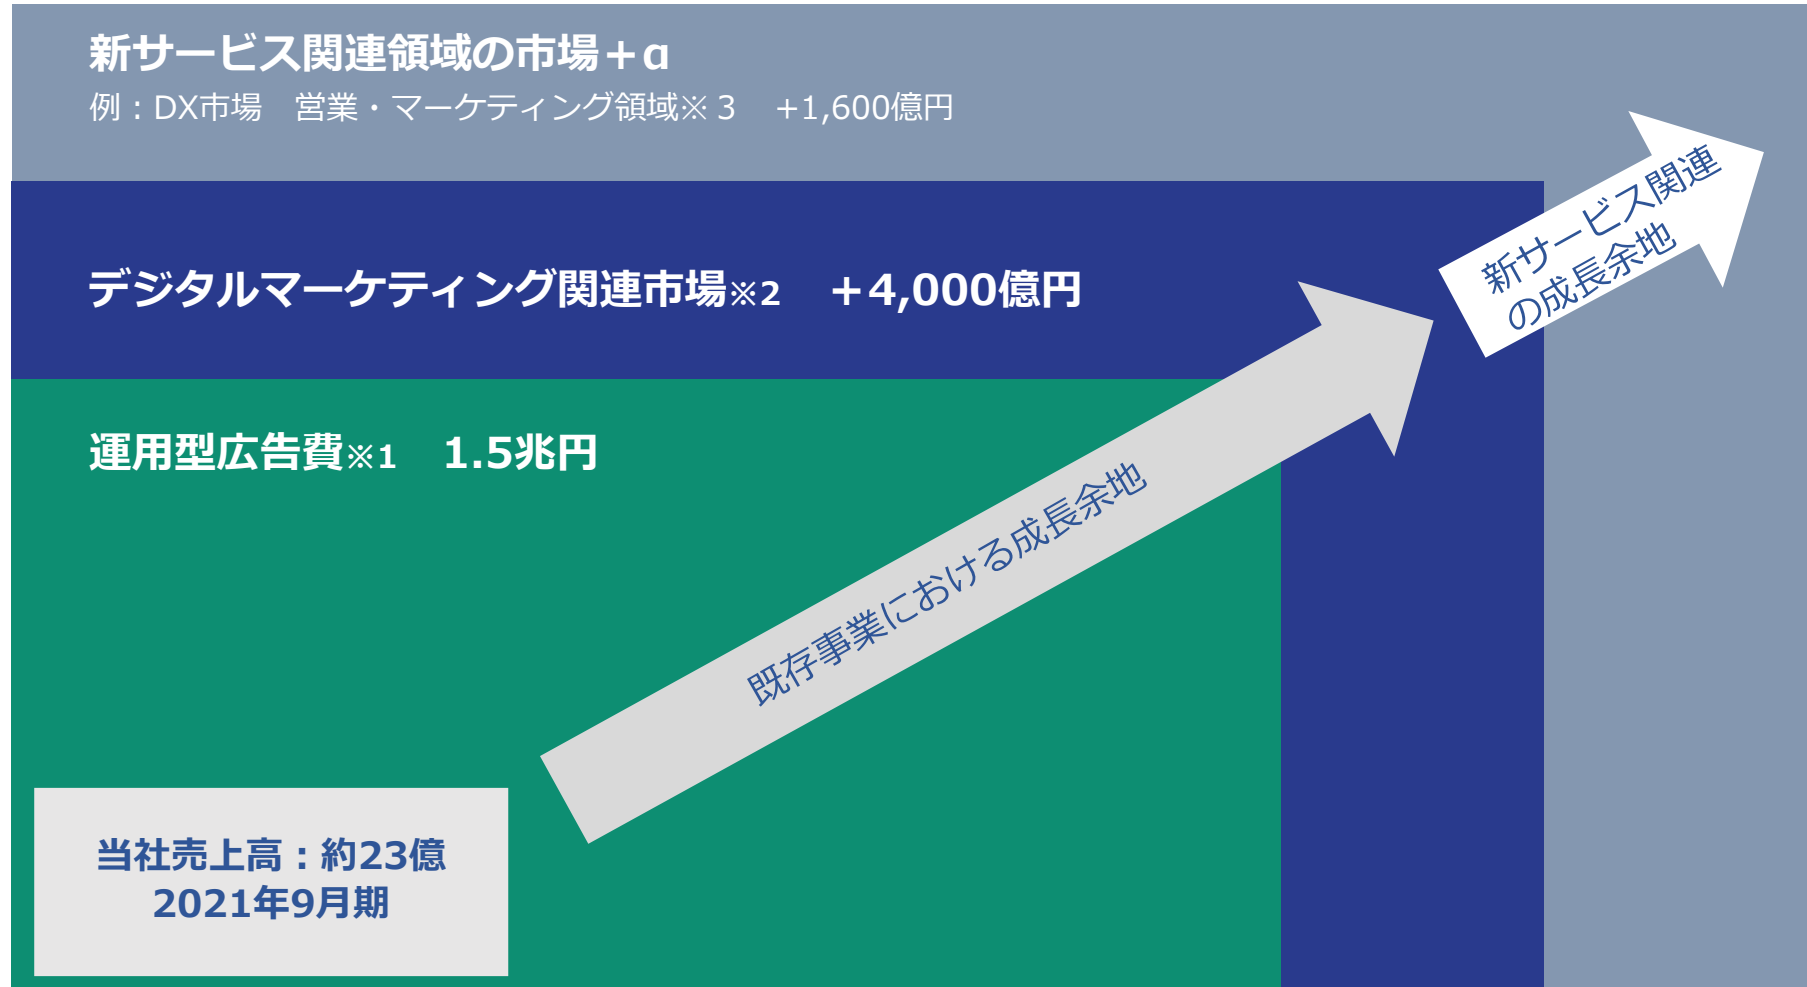 新サービス関連領域の市場＋α
例：DX市場　営業・マーケティング領域※３　+1,600億円
デジタルマーケティング関連市場※2　＋4,000億円
運用型広告費※1　1.5兆円
新サービス関連
の成長余地
既存事業における成長余地
当社売上高：約23億
2021年9月期